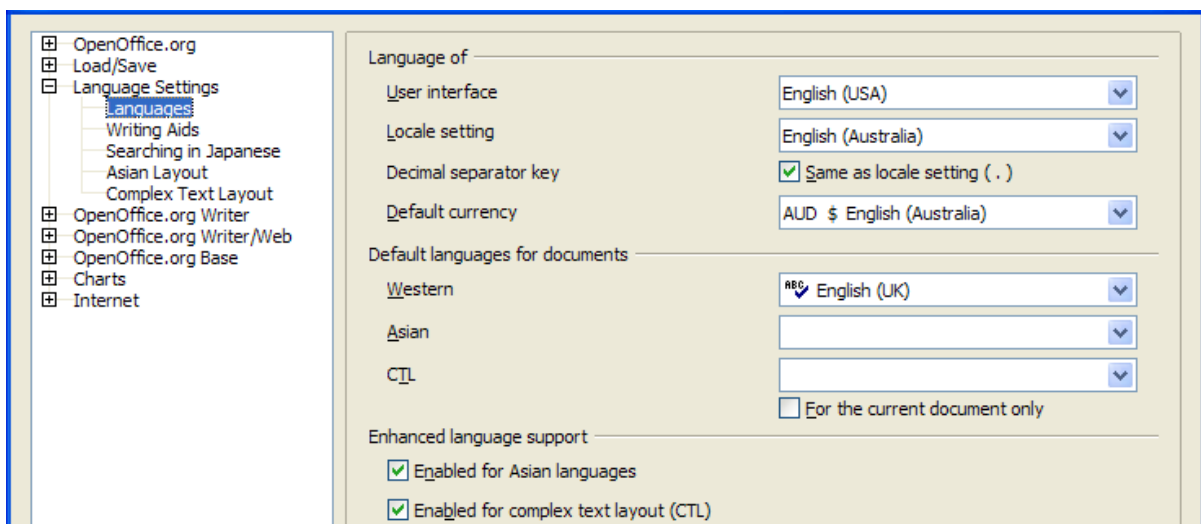 OpenOffice.org
Load/Save
Language Settings
Languages
Writing Aids
Searching in Japanese
Asian Layout
Complex Text Layout
OpenOffice.org Writer
OpenOffice.org Writer/Web
OpenOffice.org Base
Charts
Internet
Language of
User interface English (USA)
Locale setting English (Australia)
Decimal separator key Same as locale setting ( . )
Default currency AUD $ English (Australia)
Default languages for documents
Western ABC English (UK)
Asian
CTL
For the current document only
Enhanced language support
Enabled for Asian languages
Enabled for complex text layout (CTL)